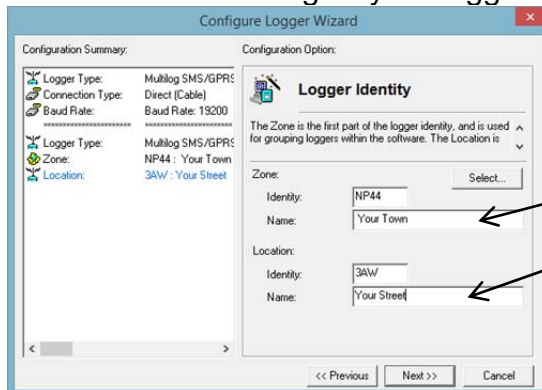 Configure Logger Wizard
Configuration Summary:
Logger Type: Multilog SMS/GPRS
Connection Type: Direct (Cable)
Baud Rate: Baud Rate: 19200
Logger Type: Multilog SMS/GPRS
Zone: NP44 : Your Town
Location: 3AW : Your Street
Configuration Option:
Logger Identity
The Zone is the first part of the logger identity, and is used
for grouping loggers within the software. The Location is
Zone:
Select...
Identity: NP44
Name: Your Town
Location:
Identity: 3AW
Name: Your Street
<< Previous Next >> Cancel